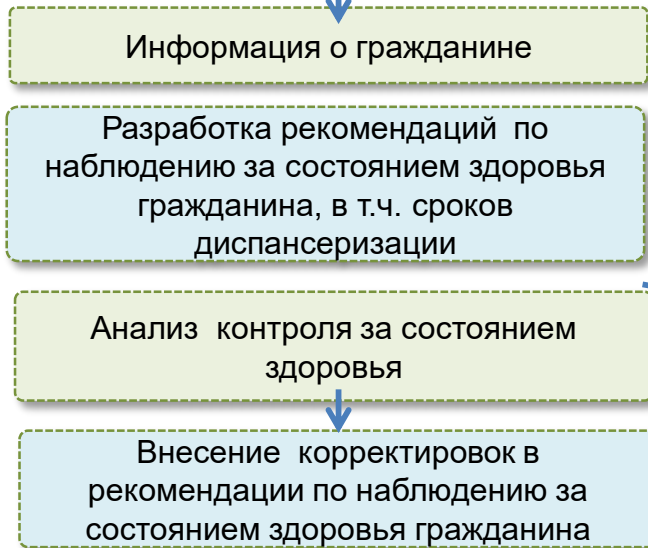 Информация о гражданине
Разработка рекомендаций по
наблюдению за состоянием здоровья
гражданина, в т.ч. сроков
диспансеризации
Анализ контроля за состоянием
здоровья
Внесение корректировок в
рекомендации по наблюдению за
состоянием здоровья гражданина